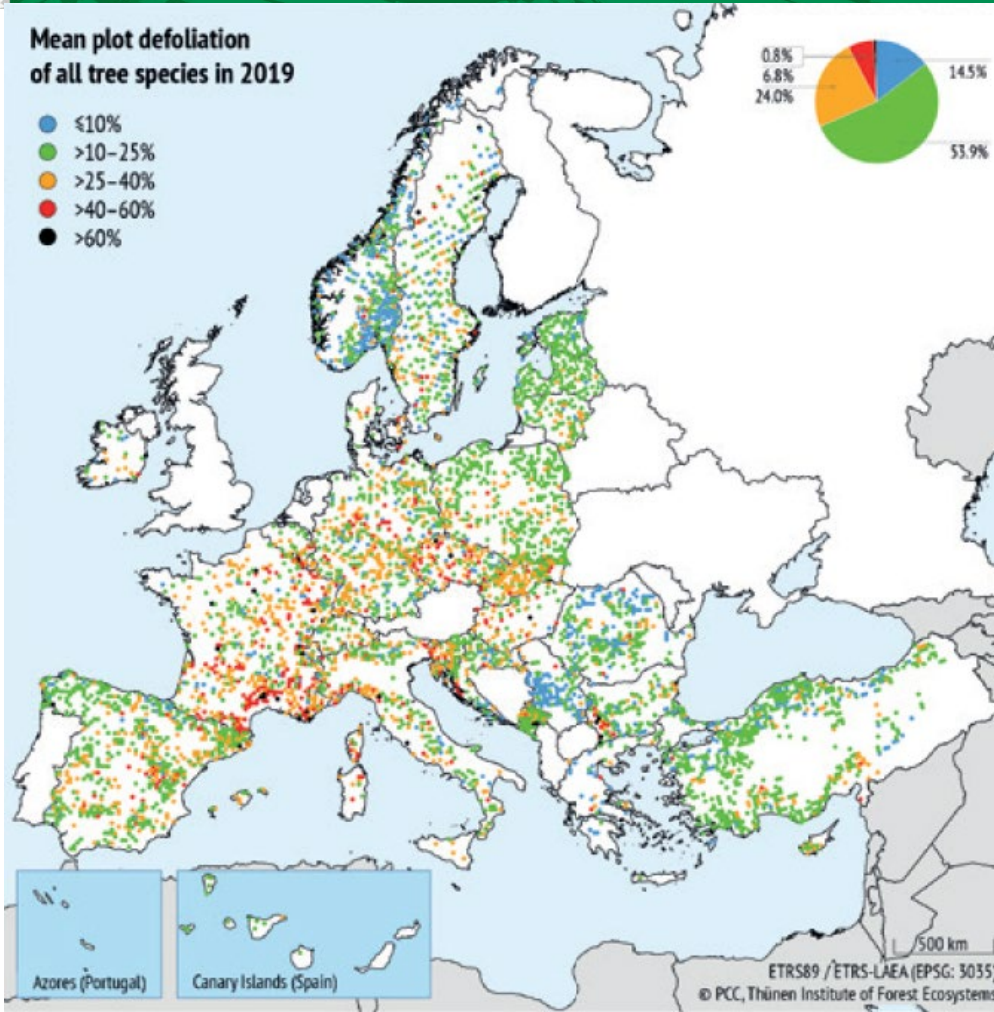 Mean plot defoliation
of all tree species in 2019
≤10%
>10–25%
>25–40%
>40–60%
>60%
0.8%
6.8%
24.0%
14.5%
53.9%
Azores (Portugal)
Canary Islands (Spain)
500 km
ETRS89 / ETRS-LAEA (EPSG: 3035)
© PCC, Thünen Institute of Forest Ecosystems